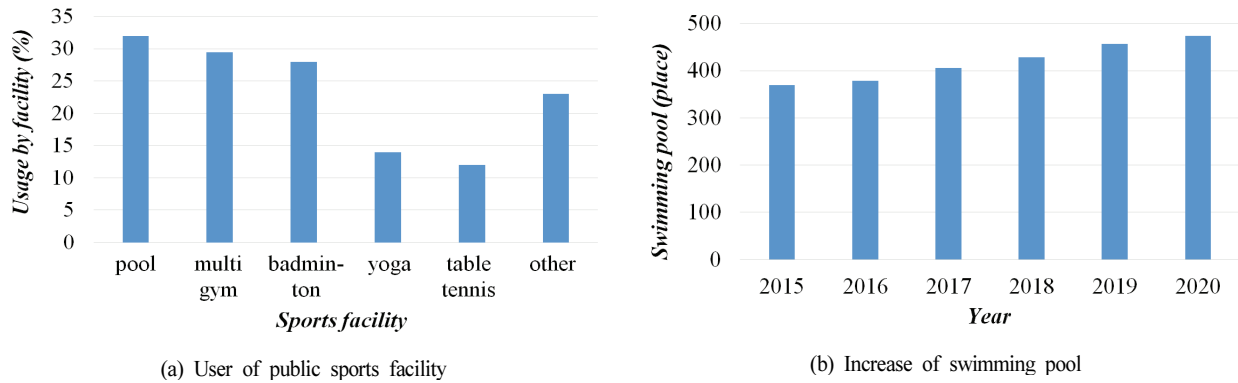 Usage by facility (%)
35
30
25
20
15
10
5
0
pool
multi
gym
badmin-
ton
yoga
table
tennis
other
Sports facility
(a) User of public sports facility
Swimming pool (place)
500
400
300
200
100
0
2015 2016 2017 2018 2019 2020
Year
(b) Increase of swimming pool